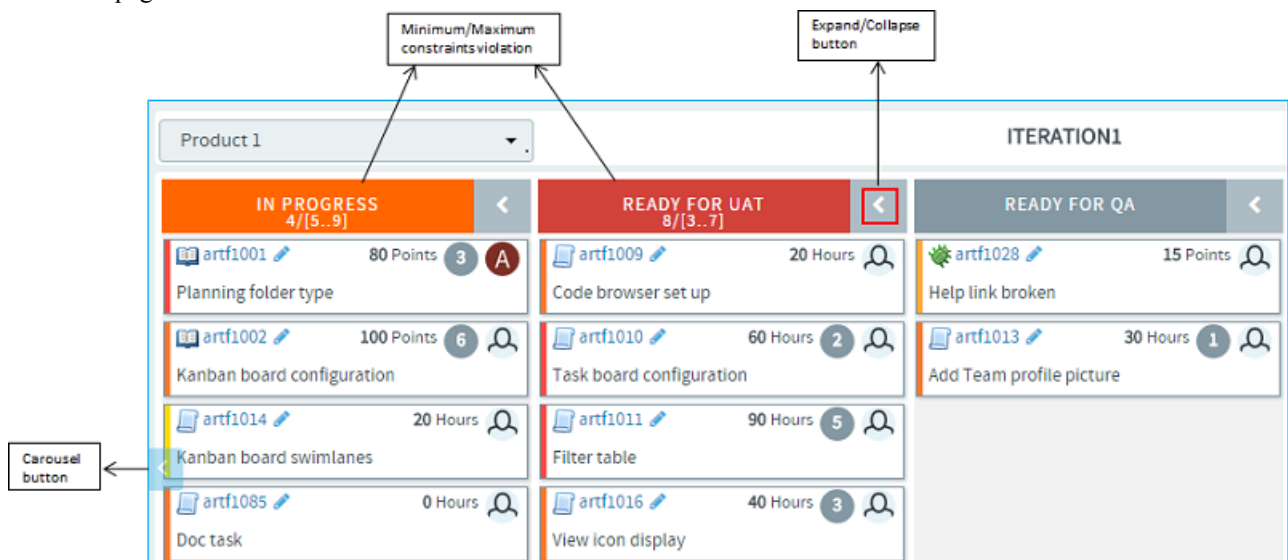 Minimum/Maximum
constraints violation
Expand/Collapse
button
Product 1
ITERATION1
IN PROGRESS
4/[5..9]
READY FOR UAT
8/[3..7]
READY FOR QA
artf1001 80 Points 3 A
Planning folder type
artf1009 20 Hours
Code browser set up
artf1028 15 Points
Help link broken
artf1002 100 Points 6
Kanban board configuration
artf1010 60 Hours 2
Task board configuration
artf1013 30 Hours 1
Add Team profile picture
artf1014 20 Hours
Kanban board swimlanes
artf1011 90 Hours 5
Filter table
Carousel
button
artf1085 0 Hours
Doc task
artf1016 40 Hours 3
View icon display